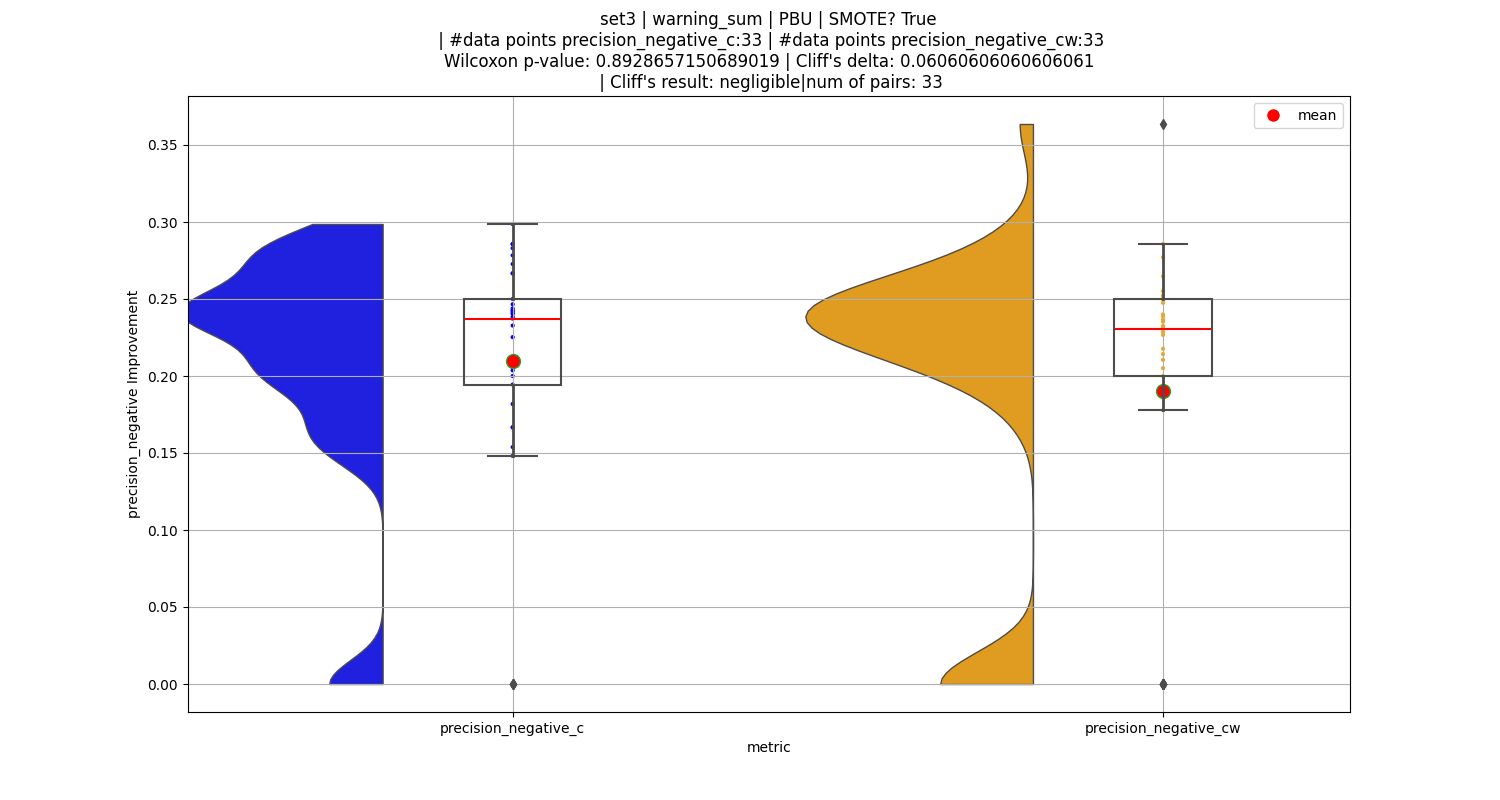 set3 | warning_sum | PBU | SMOTE? True
| #data points precision_negative_c:33 | #data points precision_negative_cw:33
Wilcoxon p-value: 0.8928657150689019 | Cliff's delta: 0.06060606060606061
| Cliff's result: negligible|num of pairs: 33
mean
precision_negative Improvement
0.35
0.30
0.25
0.20
0.15
0.10
0.05
0.00
precision_negative_c
precision_negative_cw
metric